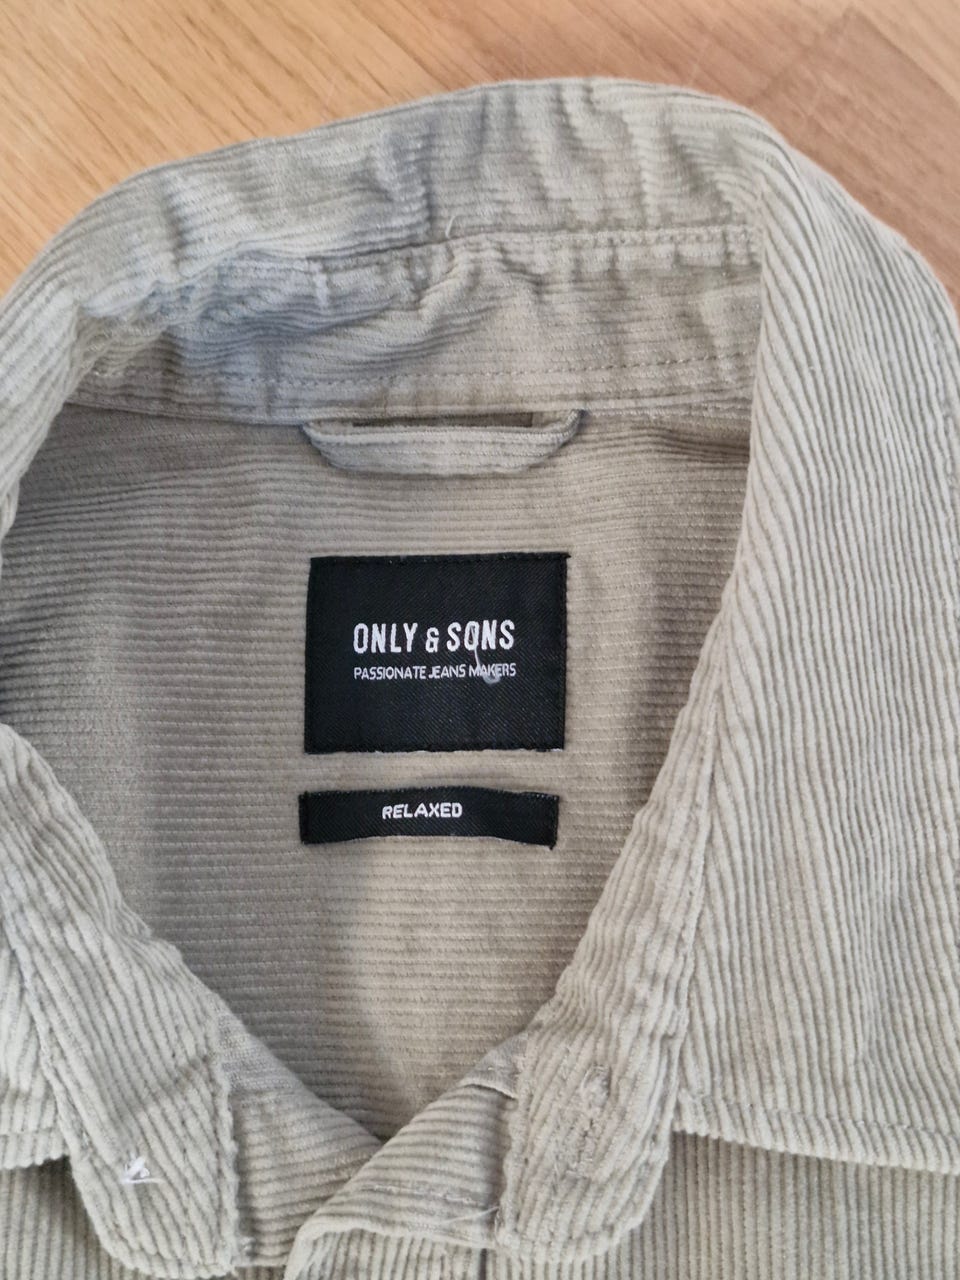 ONLY & SONS
PASSIONATE JEANS MAKERS
RELAXED